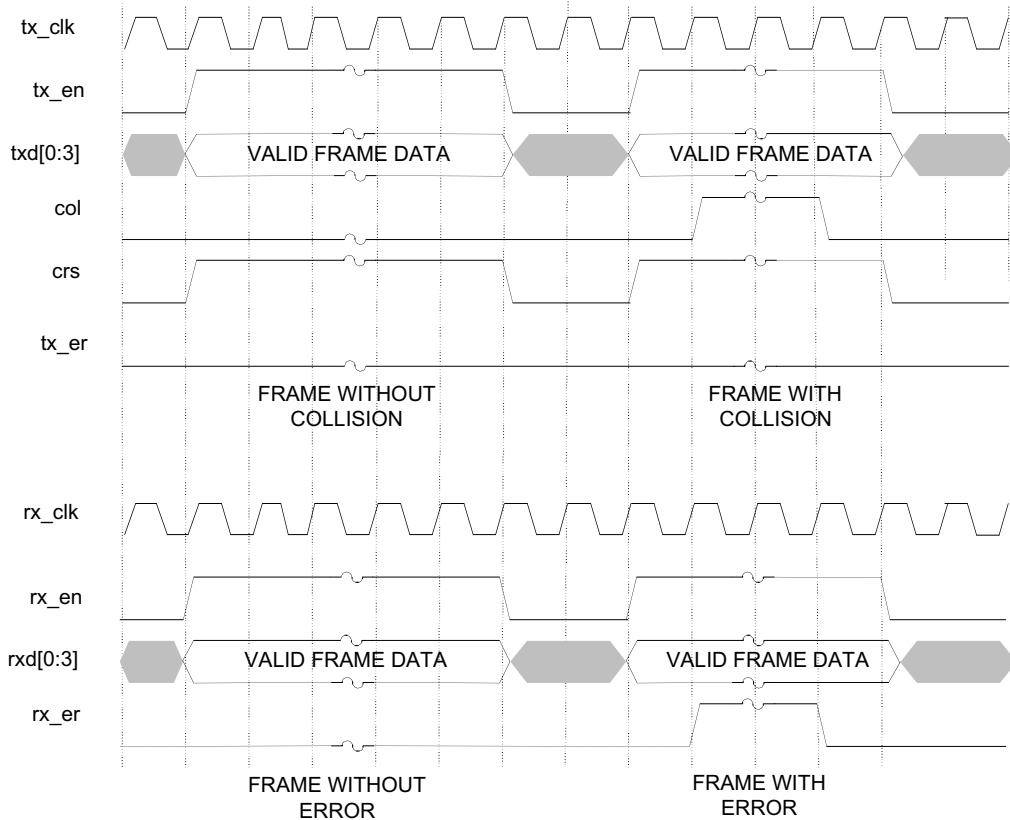 tx_clk
tx_en
txd[0:3]
VALID FRAME DATA
VALID FRAME DATA
col
crs
tx_er
FRAME WITHOUT
COLLISION
FRAME WITH
COLLISION
rx_clk
rx_en
rxd[0:3]
VALID FRAME DATA
VALID FRAME DATA
rx_er
FRAME WITHOUT
ERROR
FRAME WITH
ERROR